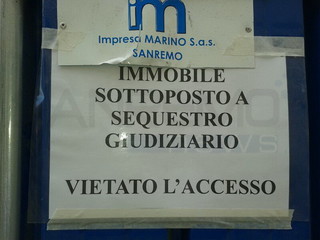 im
Impresa MARINO S.a.s.
SANREMO
IMMOBILE
SOTTOPOSTO A
SEQUESTRO
GIUDIZIARIO
VIETATO L'ACCESSO